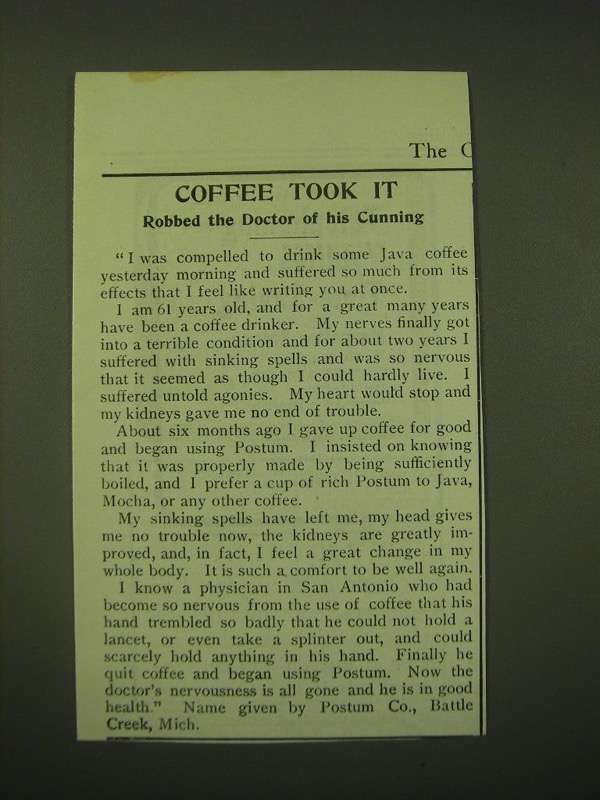 The C
COFFEE TOOK IT
Robbed the Doctor of his Cunning
"I was compelled to drink some Java coffee
yesterday morning and suffered so much from its
effects that I feel like writing you at once.
I am 61 years old, and for a great many years
have been a coffee drinker. My nerves finally got
into a terrible condition and for about two years I
suffered with sinking spells and was so nervous
that it seemed as though I could hardly live. I
suffered untold agonies. My heart would stop and
my kidneys gave me no end of trouble.
About six months ago I gave up coffee for good
and began using Postum. I insisted on knowing
that it was properly made by being sufficiently
boiled, and I prefer a cup of rich Postum to Java,
Mocha, or any other coffee.
My sinking spells have left me, my head gives
me no trouble now, the kidneys are greatly im-
proved, and, in fact, I feel a great change in my
whole body. It is such a comfort to be well again.
I know a physician in San Antonio who had
become so nervous from the use of coffee that his
hand trembled so badly that he could not hold a
lancet, or even take a splinter out, and could
scarcely hold anything in his hand. Finally he
quit coffee and began using Postum. Now the
doctor's nervousness is all gone and he is in good
health." Name given by Postum Co., Battle
Creek, Mich.